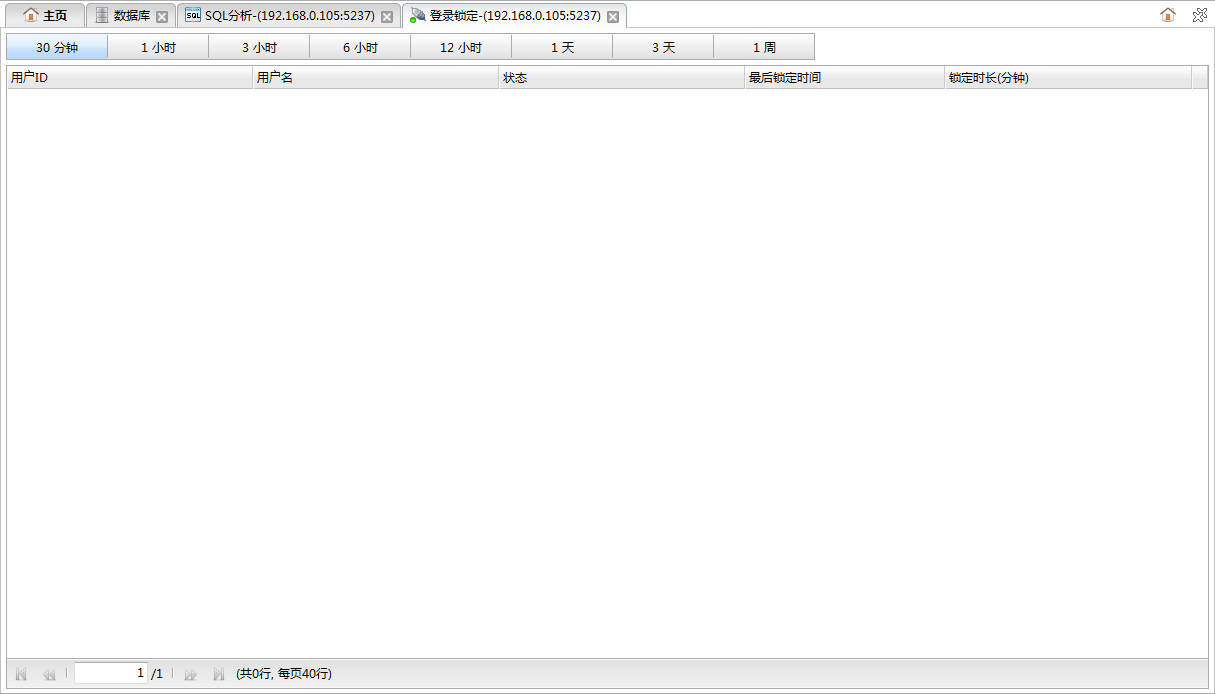 主页 数据库 SQL分析-(192.168.0.105:5237) 登录锁定-(192.168.0.105:5237)
30 分钟 1 小时 3 小时 6 小时 12 小时 1 天 3 天 1 周
用户ID 用户名 状态 最后锁定时间 锁定时长(分钟)
1 /1 (共0行, 每页40行)